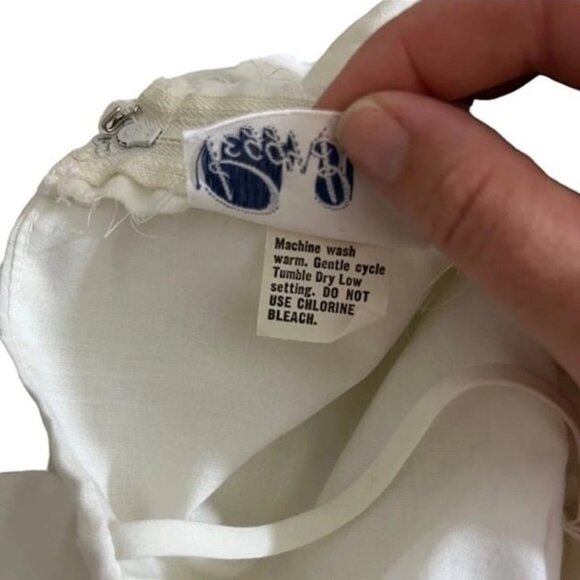 Machine wash
warm. Gentle cycle
Tumble Dry Low
setting. DO NOT
USE CHLORINE
BLEACH.